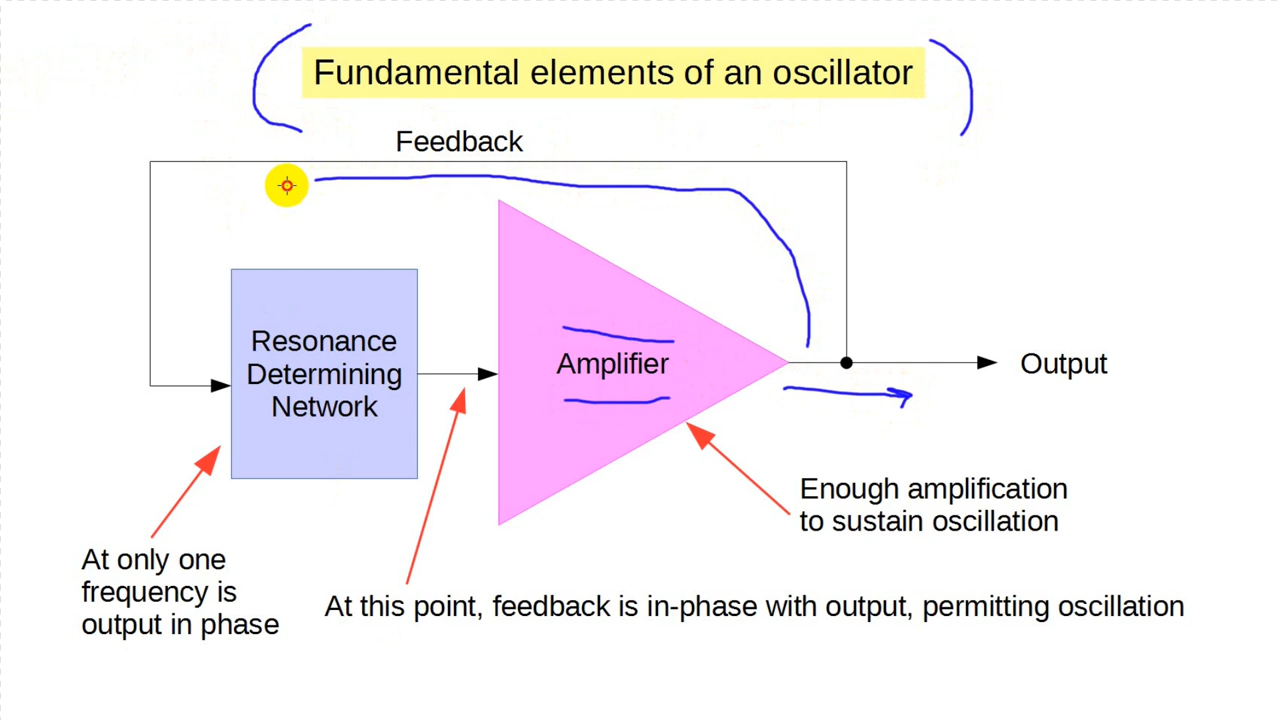 Fundamental elements of an oscillator
Feedback
Resonance
Determining
Network
Amplifier
Output
Enough amplification
to sustain oscillation
At only one
frequency is
output in phase
At this point, feedback is in-phase with output, permitting oscillation